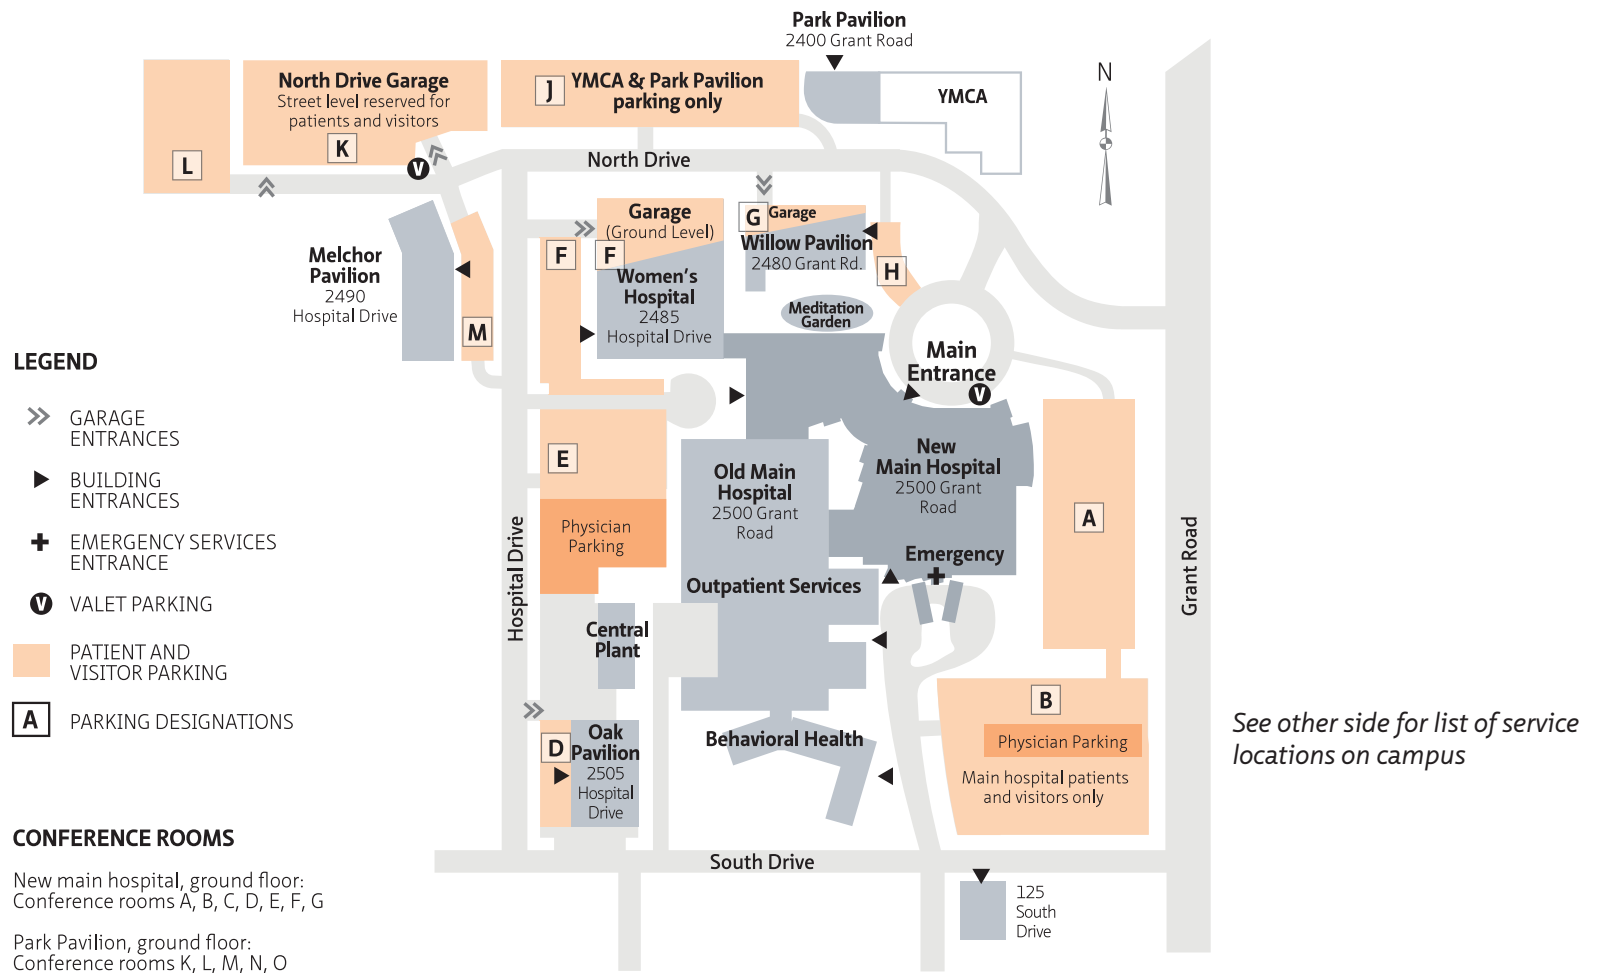 Park Pavilion
2400 Grant Road
North Drive Garage
Street level reserved for
patients and visitors
K
L
V
J
YMCA & Park Pavilion
parking only
YMCA
N
North Drive
Melchor
Pavilion
2490
Hospital Drive
M
F
Garage
(Ground Level)
F
Women's
Hospital
2485
Hospital Drive
G
Garage
Willow Pavilion
2480 Grant Rd.
H
Meditation
Garden
Main
Entrance
V
LEGEND
GARAGE
ENTRANCES
BUILDING
ENTRANCES
EMERGENCY SERVICES
ENTRANCE
V
VALET PARKING
PATIENT AND
VISITOR PARKING
A
PARKING DESIGNATIONS
E
Physician
Parking
Hospital Drive
Old Main
Hospital
2500 Grant
Road
New
Main Hospital
2500 Grant
Road
Emergency
Outpatient Services
A
Grant Road
Central
Plant
B
Physician Parking
Main hospital patients
and visitors only
D
Oak
Pavilion
2505
Hospital
Drive
Behavioral Health
See other side for list of service
locations on campus
South Drive
125
South
Drive
CONFERENCE ROOMS
New main hospital, ground floor:
Conference rooms A, B, C, D, E, F, G
Park Pavilion, ground floor:
Conference rooms K, L, M, N, O